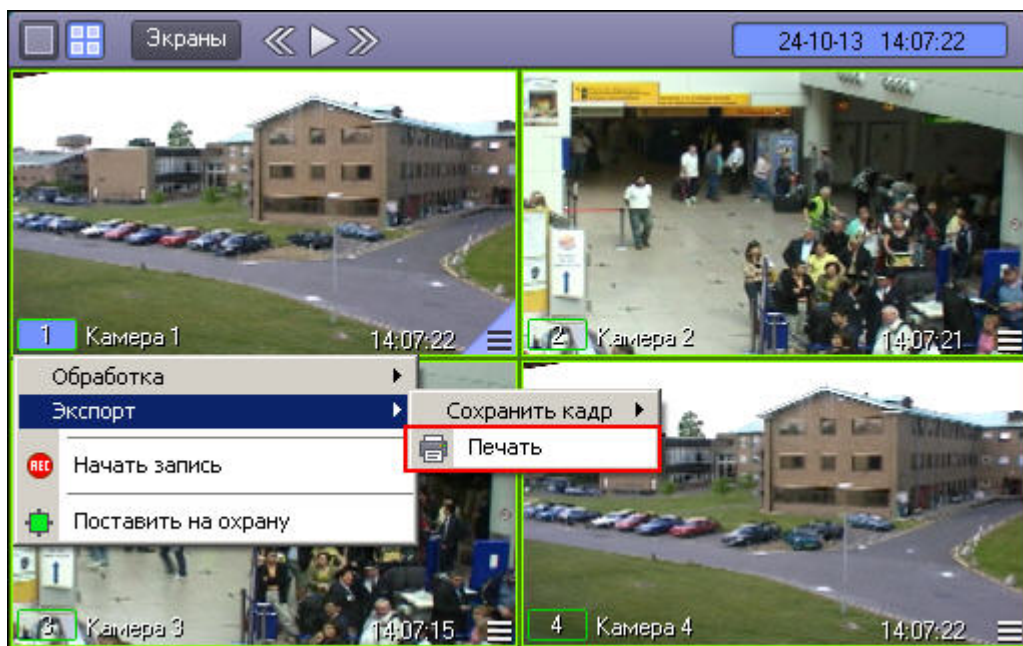 Экраны
24-10-13 14:07:22
1 Камера 1 14:07:22
2 Камера 2 14:07:21
Обработка
Экспорт
Сохранить кадр
Печать
REC Начать запись
Поставить на охрану
3 Камера 3 14:07:15
4 Камера 4 14:07:22